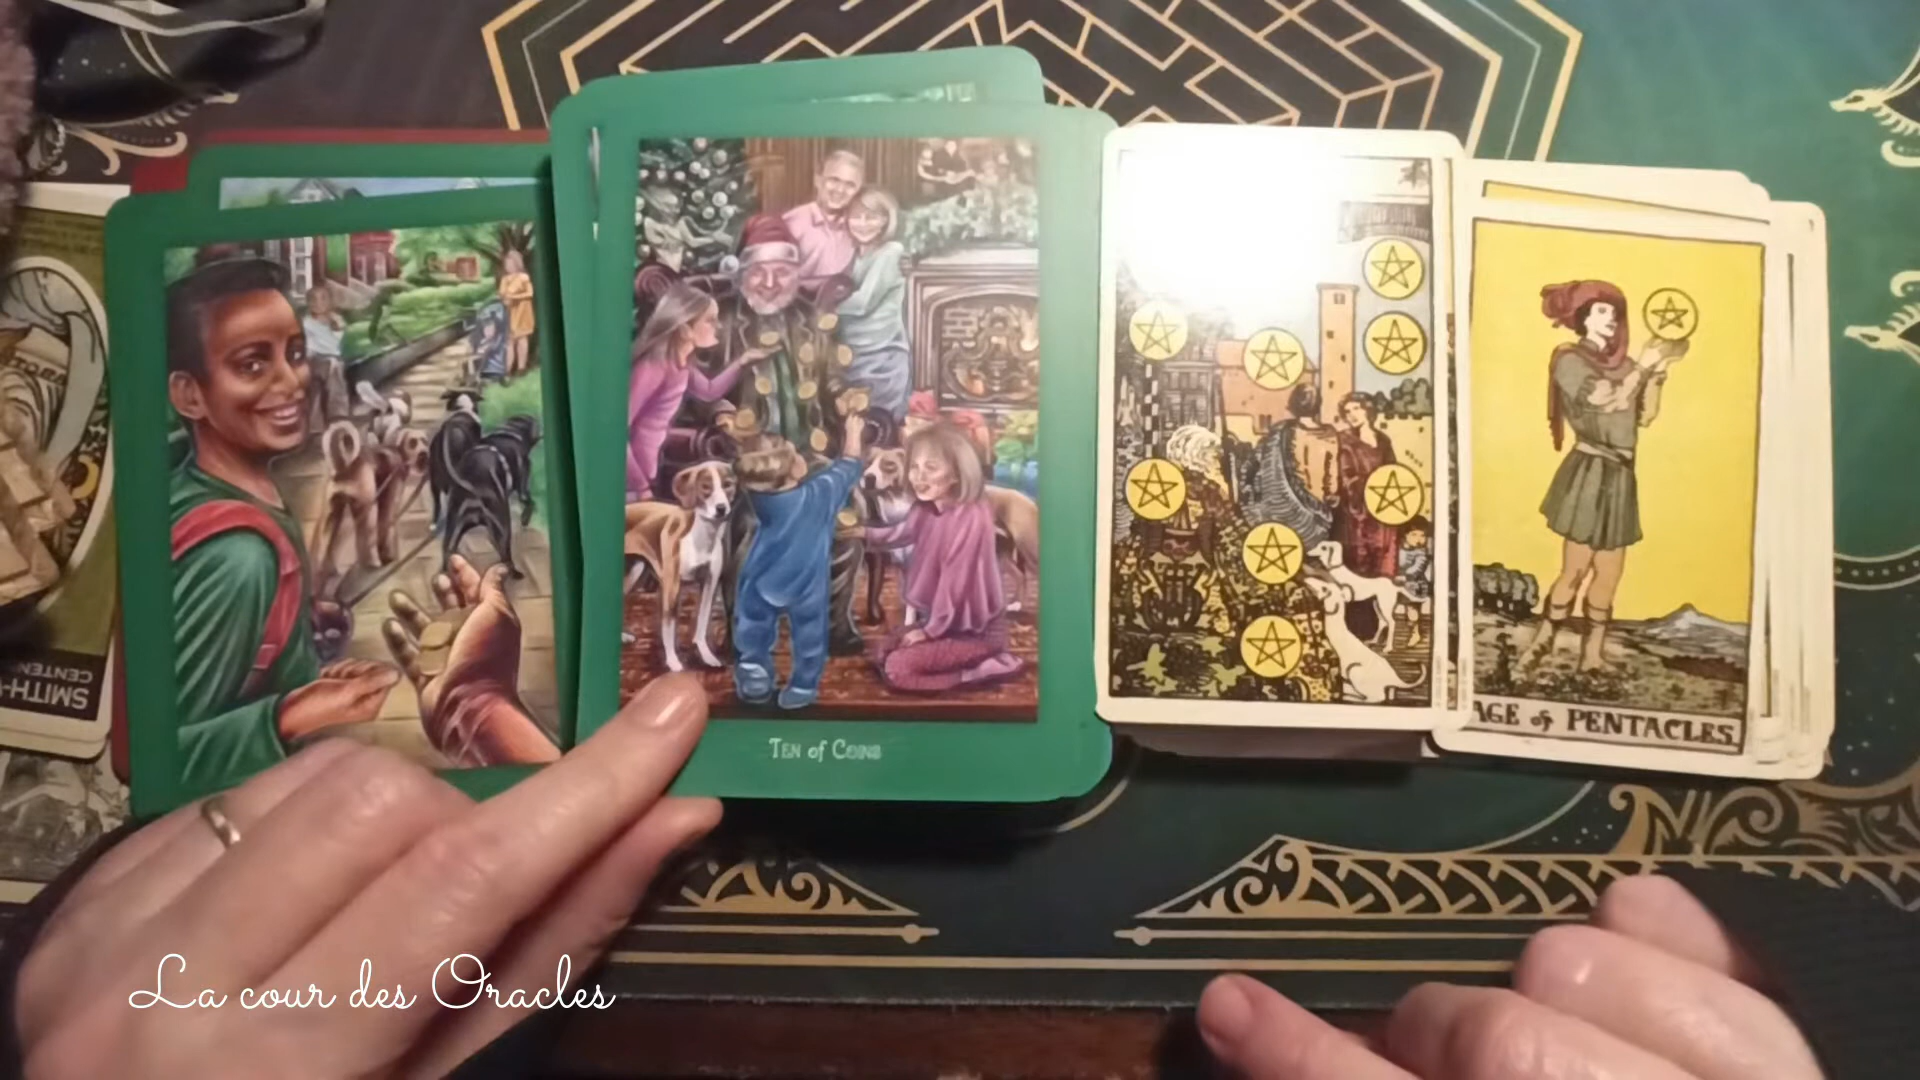 TEN of COINS
AGE of PENTACLES
SMITH-
CENTEN
La cour des Oracles